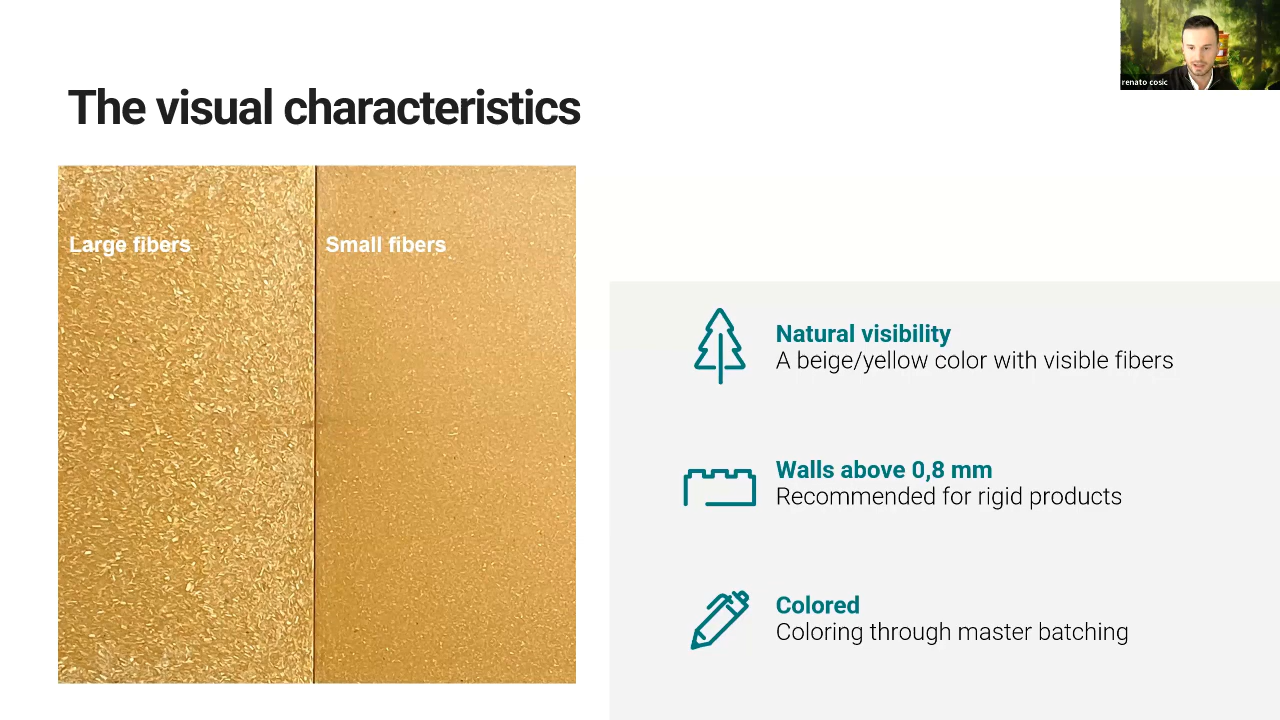 renato cosic
The visual characteristics
Large fibers
Small fibers
Natural visibility
A beige/yellow color with visible fibers
Walls above 0,8 mm
Recommended for rigid products
Colored
Coloring through master batching